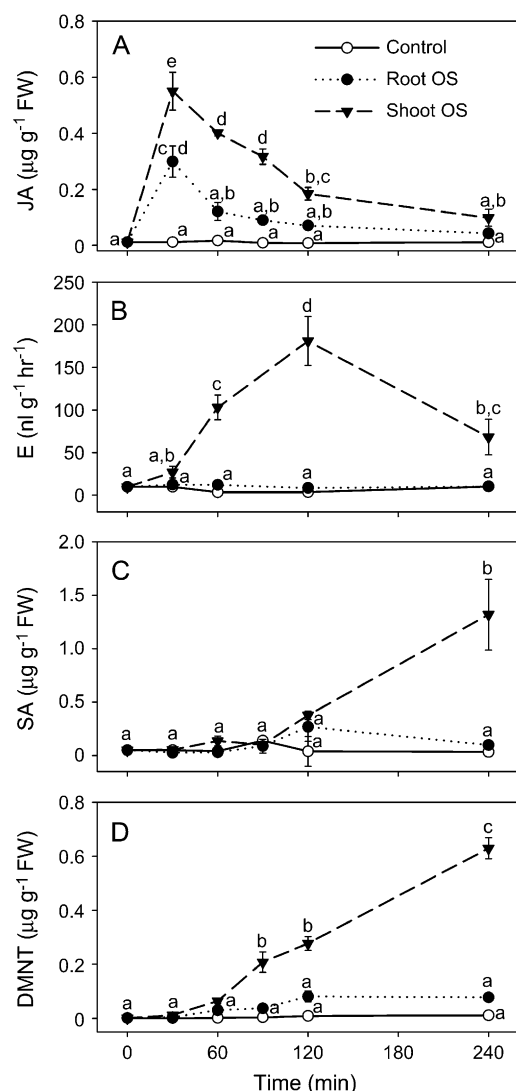 A
Control
Root OS
Shoot OS
JA (µg g-1 FW)
0.8
0.6
0.4
0.2
0
e
c d
d
d
b,c
a,b
a,b
a,b
a,b
a
a
a
a
a
a
B
E (nl g-1 hr-1)
250
200
150
100
50
0
d
c
b,c
a,b
a
a
a
a
a
C
SA (µg g-1 FW)
2.0
1.5
1.0
0.5
0
b
a
a
a
a
a
a
a
D
DMNT (µg g-1 FW)
0.8
0.6
0.4
0.2
0
c
b
b
a
a
a
a
a
a
a
a
0
60
120
180
240
Time (min)